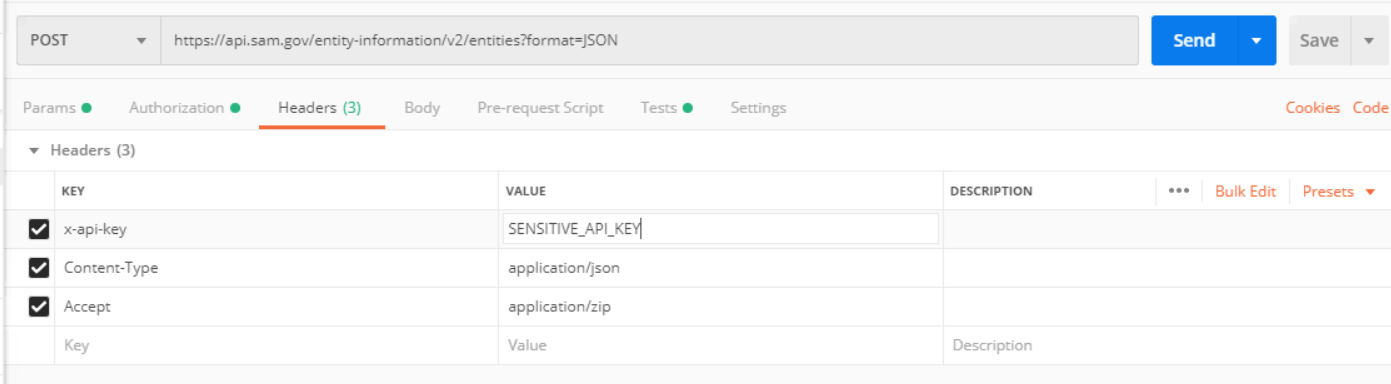 POST https://api.sam.gov/entity-information/v2/entities?format=JSON Send Save
Params Authorization Headers (3) Body Pre-request Script Tests Settings Cookies Code
Headers (3)
KEY VALUE DESCRIPTION ••• Bulk Edit Presets
x-api-key SENSITIVE_API_KEY
Content-Type application/json
Accept application/zip
Key Value Description